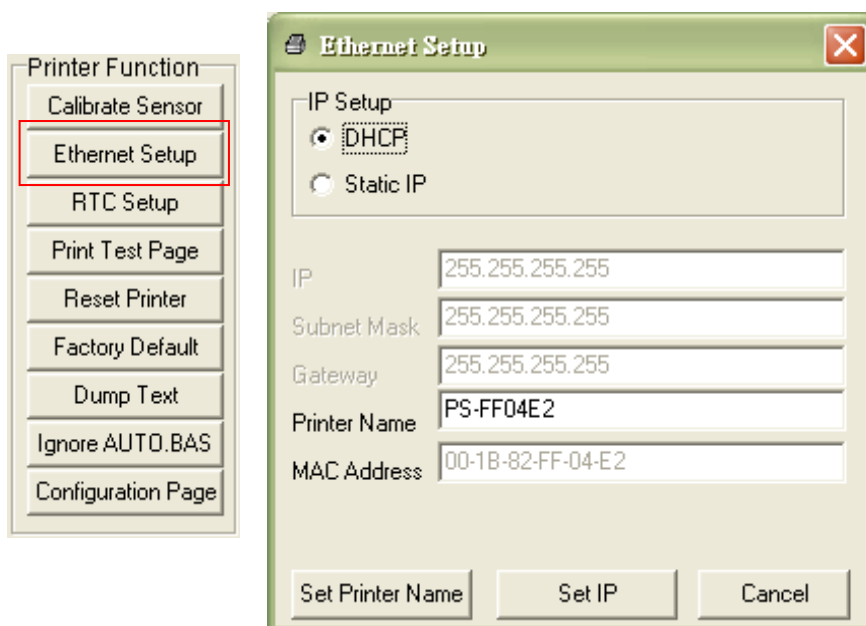 Printer Function
Calibrate Sensor
Ethernet Setup
RTC Setup
Print Test Page
Reset Printer
Factory Default
Dump Text
Ignore AUTO.BAS
Configuration Page
Ethernet Setup
IP Setup
DHCP
Static IP
IP 255.255.255.255
Subnet Mask 255.255.255.255
Gateway 255.255.255.255
Printer Name PS-FF04E2
MAC Address 00-1B-82-FF-04-E2
Set Printer Name Set IP Cancel